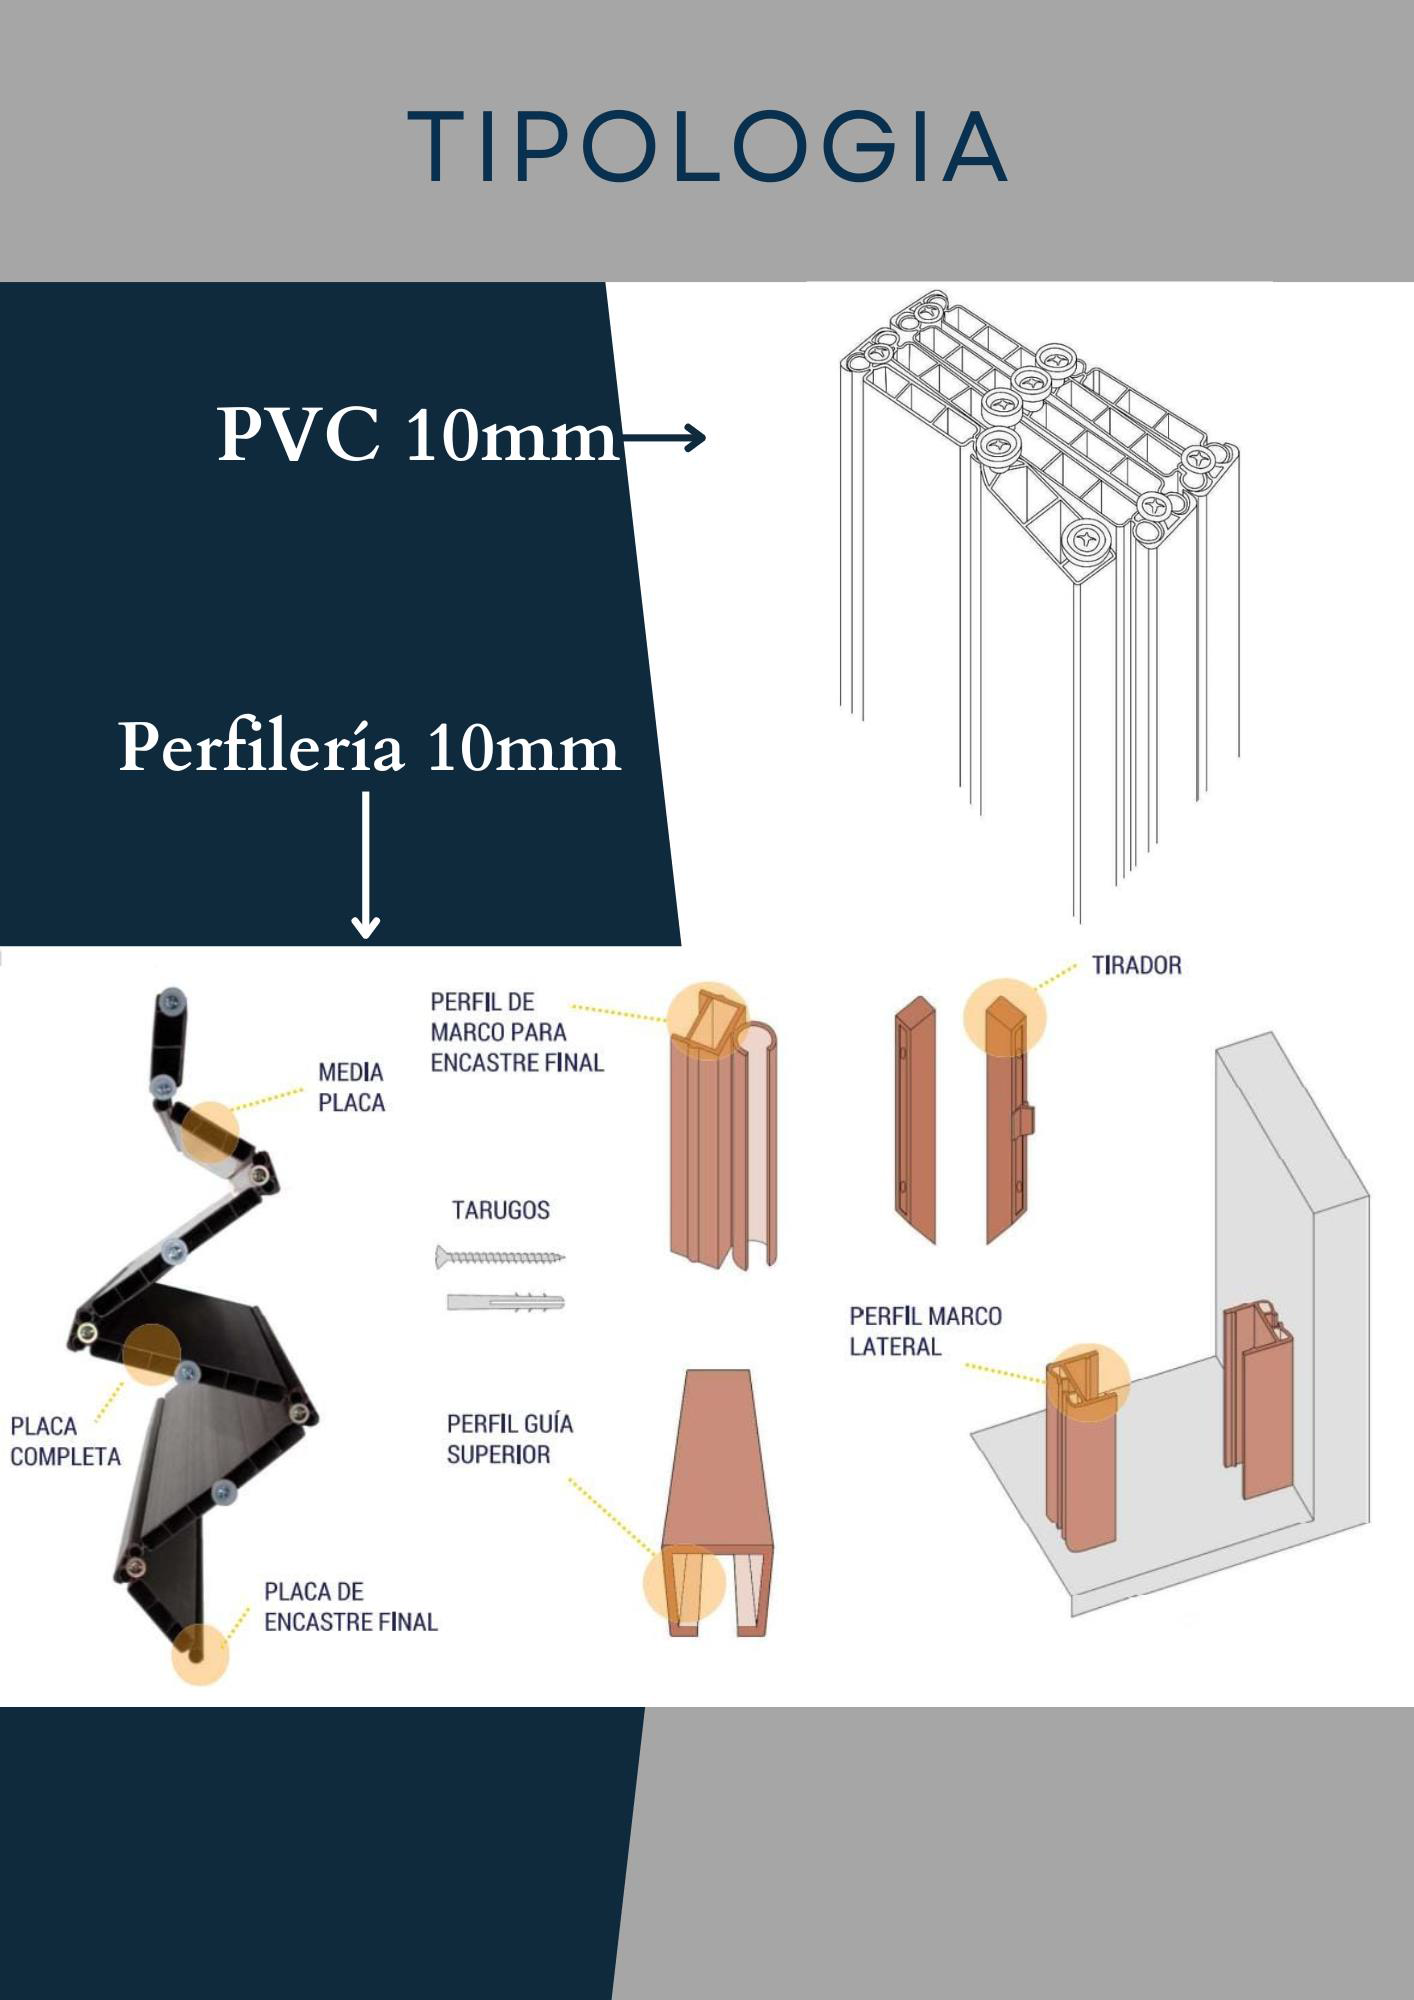 TIPOLOGIA
PVC 10mm
Perfilería 10mm
TIRADOR
PERFIL DE
MARCO PARA
ENCASTRE FINAL
MEDIA
PLACA
TARUGOS
PERFIL MARCO
LATERAL
PLACA
COMPLETA
PERFIL GUÍA
SUPERIOR
PLACA DE
ENCASTRE FINAL